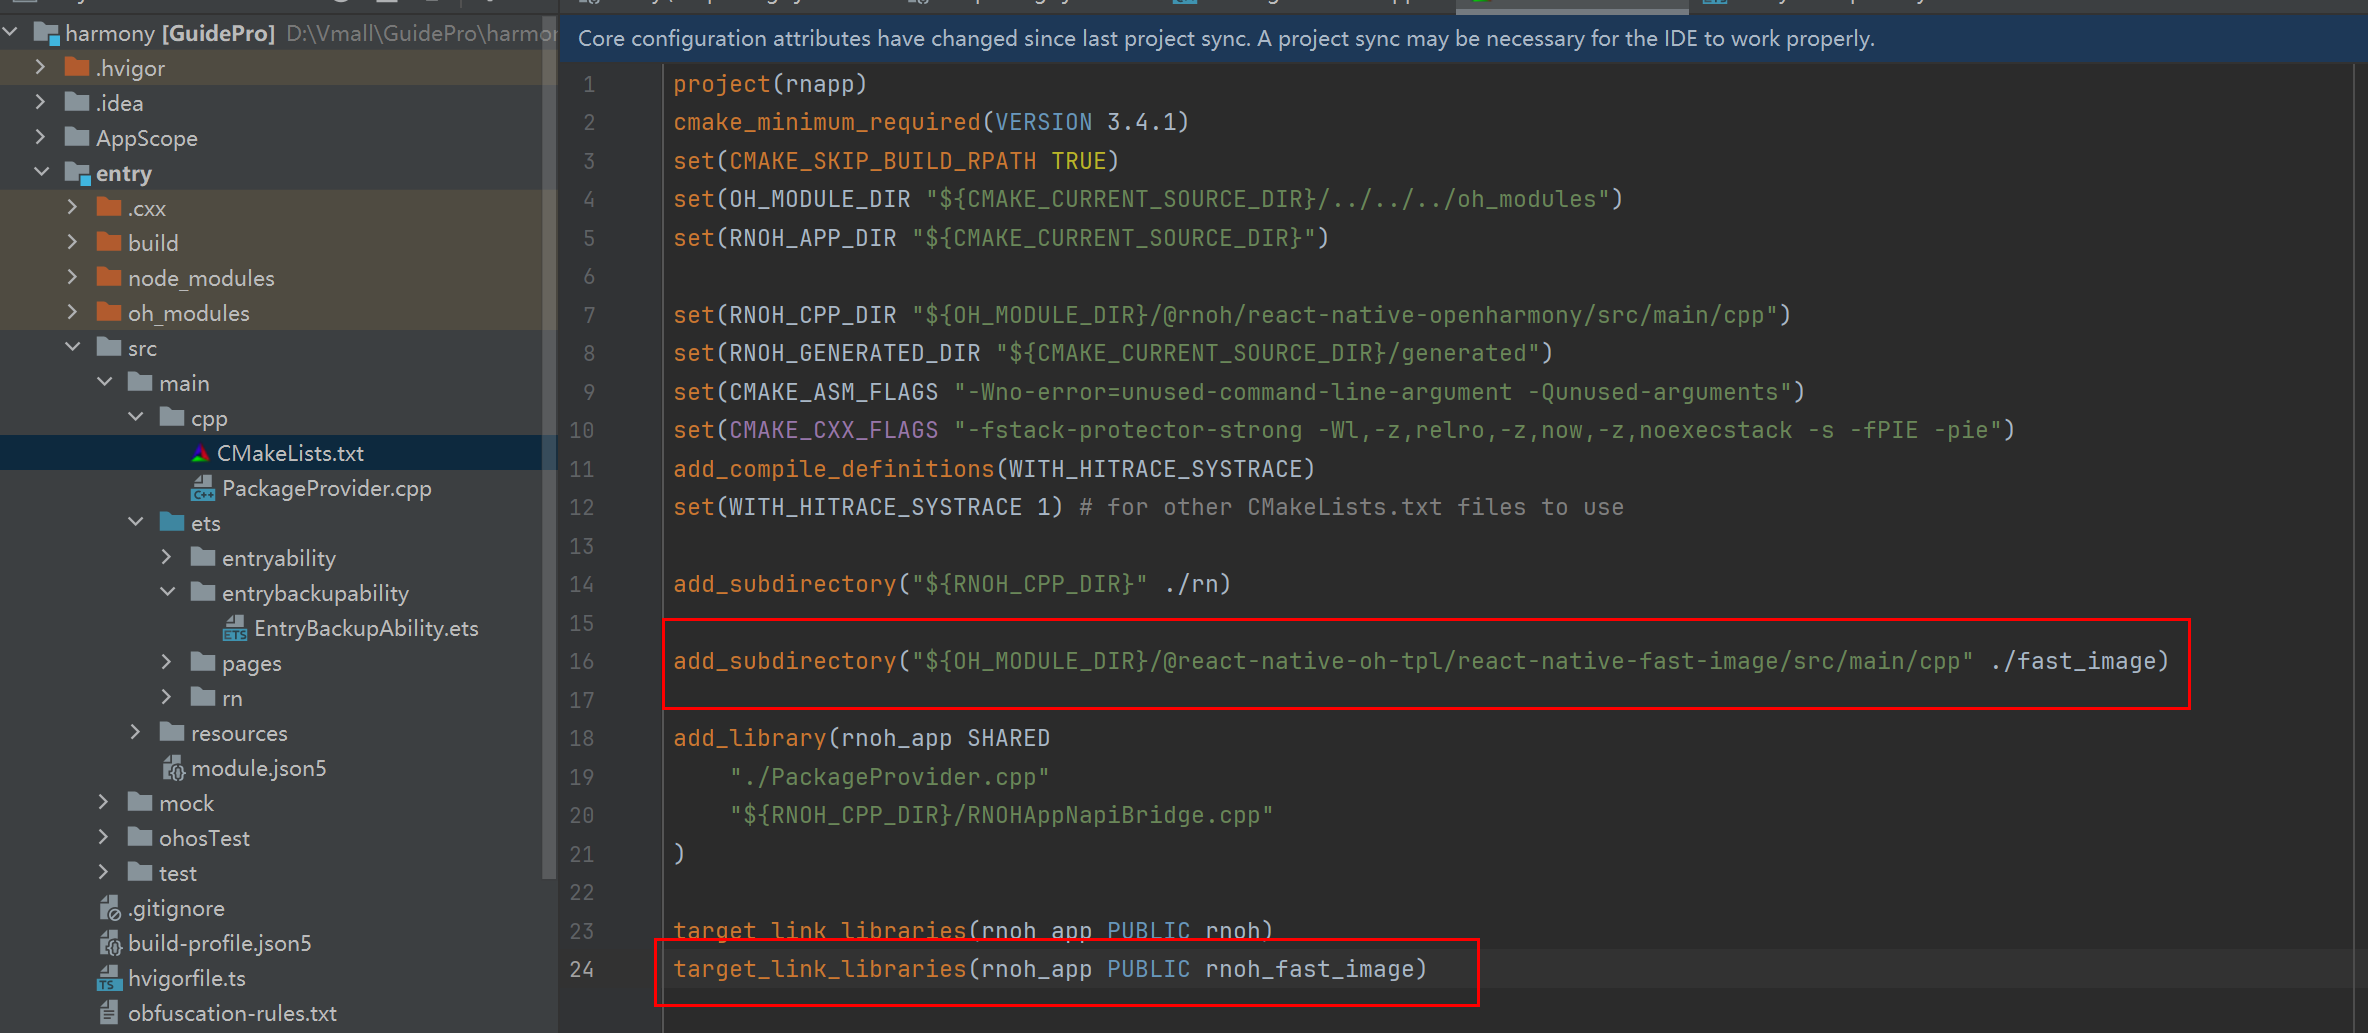 harmony [GuidePro] D:\Vmall\GuidePro\harmor
.hvigor
.idea
AppScope
entry
.cxx
build
node_modules
oh_modules
src
main
cpp
CMakeLists.txt
PackageProvider.cpp
ets
entryability
entrybackupability
EntryBackupAbility.ets
pages
rn
resources
module.json5
mock
ohosTest
test
.gitignore
build-profile.json5
hvigorfile.ts
obfuscation-rules.txt
Core configuration attributes have changed since last project sync. A project sync may be necessary for the IDE to work properly.
1 project(rnapp)
2 cmake_minimum_required(VERSION 3.4.1)
3 set(CMAKE_SKIP_BUILD_RPATH TRUE)
4 set(OH_MODULE_DIR "${CMAKE_CURRENT_SOURCE_DIR}/../../../oh_modules")
5 set(RNOH_APP_DIR "${CMAKE_CURRENT_SOURCE_DIR}")
6
7 set(RNOH_CPP_DIR "${OH_MODULE_DIR}/@rnoh/react-native-openharmony/src/main/cpp")
8 set(RNOH_GENERATED_DIR "${CMAKE_CURRENT_SOURCE_DIR}/generated")
9 set(CMAKE_ASM_FLAGS "-Wno-error=unused-command-line-argument -Qunused-arguments")
10 set(CMAKE_CXX_FLAGS "-fstack-protector-strong -Wl,-z,relro,-z,now,-z,noexecstack -s -fPIE -pie")
11 add_compile_definitions(WITH_HITRACE_SYSTRACE)
12 set(WITH_HITRACE_SYSTRACE 1) # for other CMakeLists.txt files to use
13
14 add_subdirectory("${RNOH_CPP_DIR}" ./rn)
15
16 add_subdirectory("${OH_MODULE_DIR}/@react-native-oh-tpl/react-native-fast-image/src/main/cpp" ./fast_image)
17
18 add_library(rnoh_app SHARED
19 "./PackageProvider.cpp"
20 "${RNOH_CPP_DIR}/RNOHAppNapiBridge.cpp"
21 )
22
23 target_link_libraries(rnoh_app PUBLIC rnoh)
24 target_link_libraries(rnoh_app PUBLIC rnoh_fast_image)